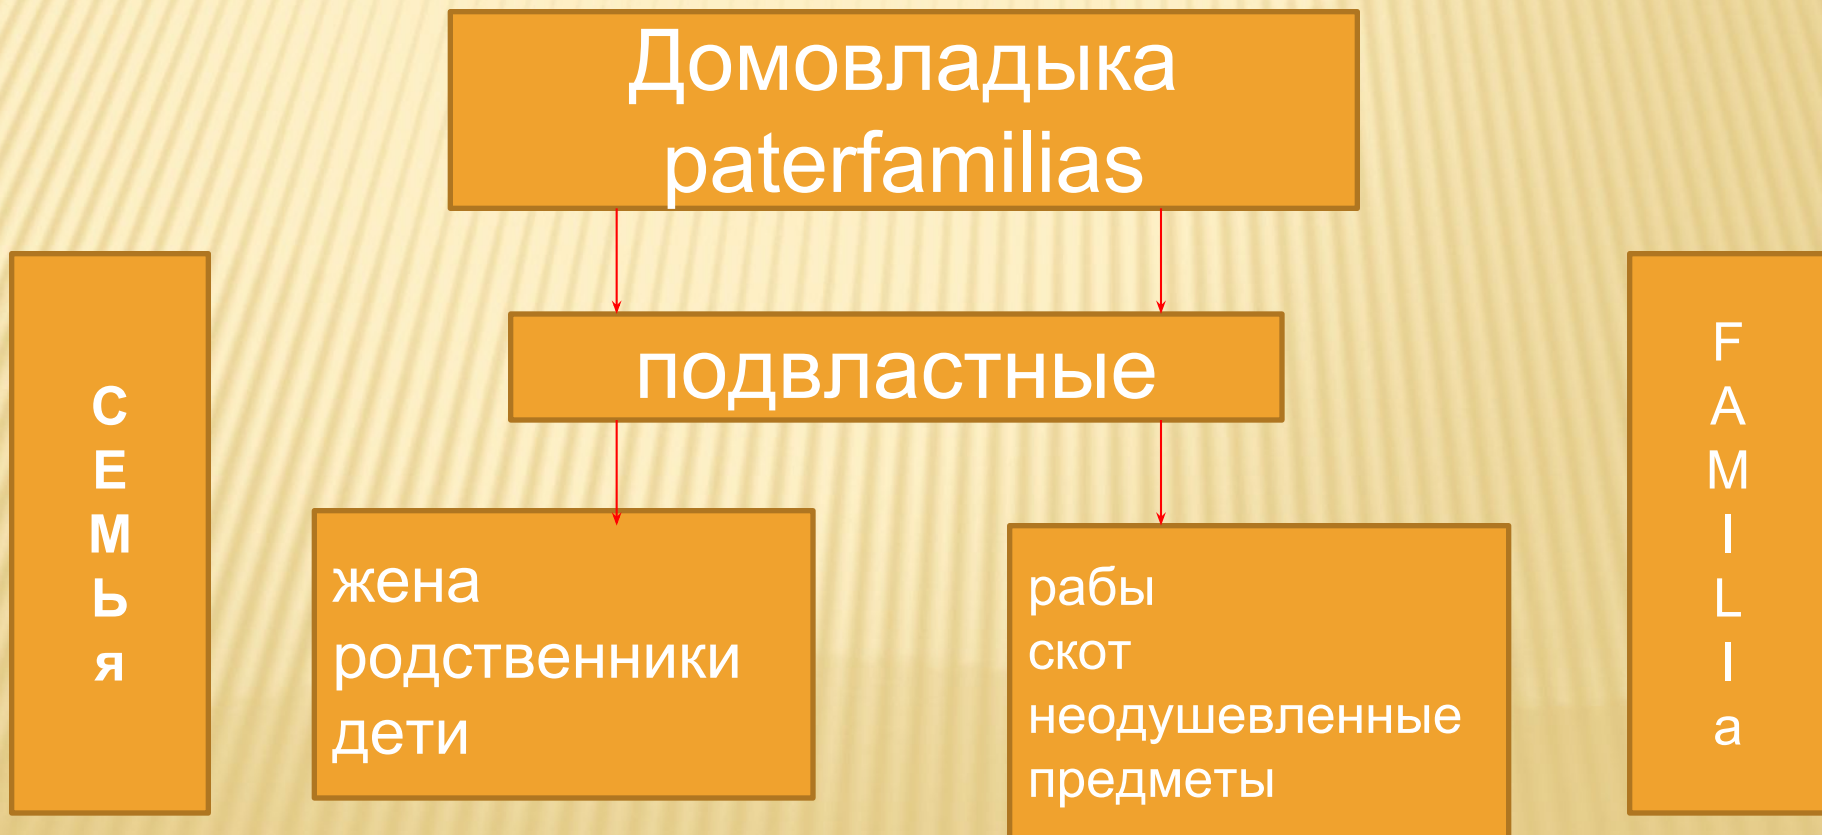 Домовладыка
paterfamilias
подвластные
С
Е
М
Ь
я
жена
родственники
дети
рабы
скот
неодушевленные
предметы
F
A
M
I
L
I
a